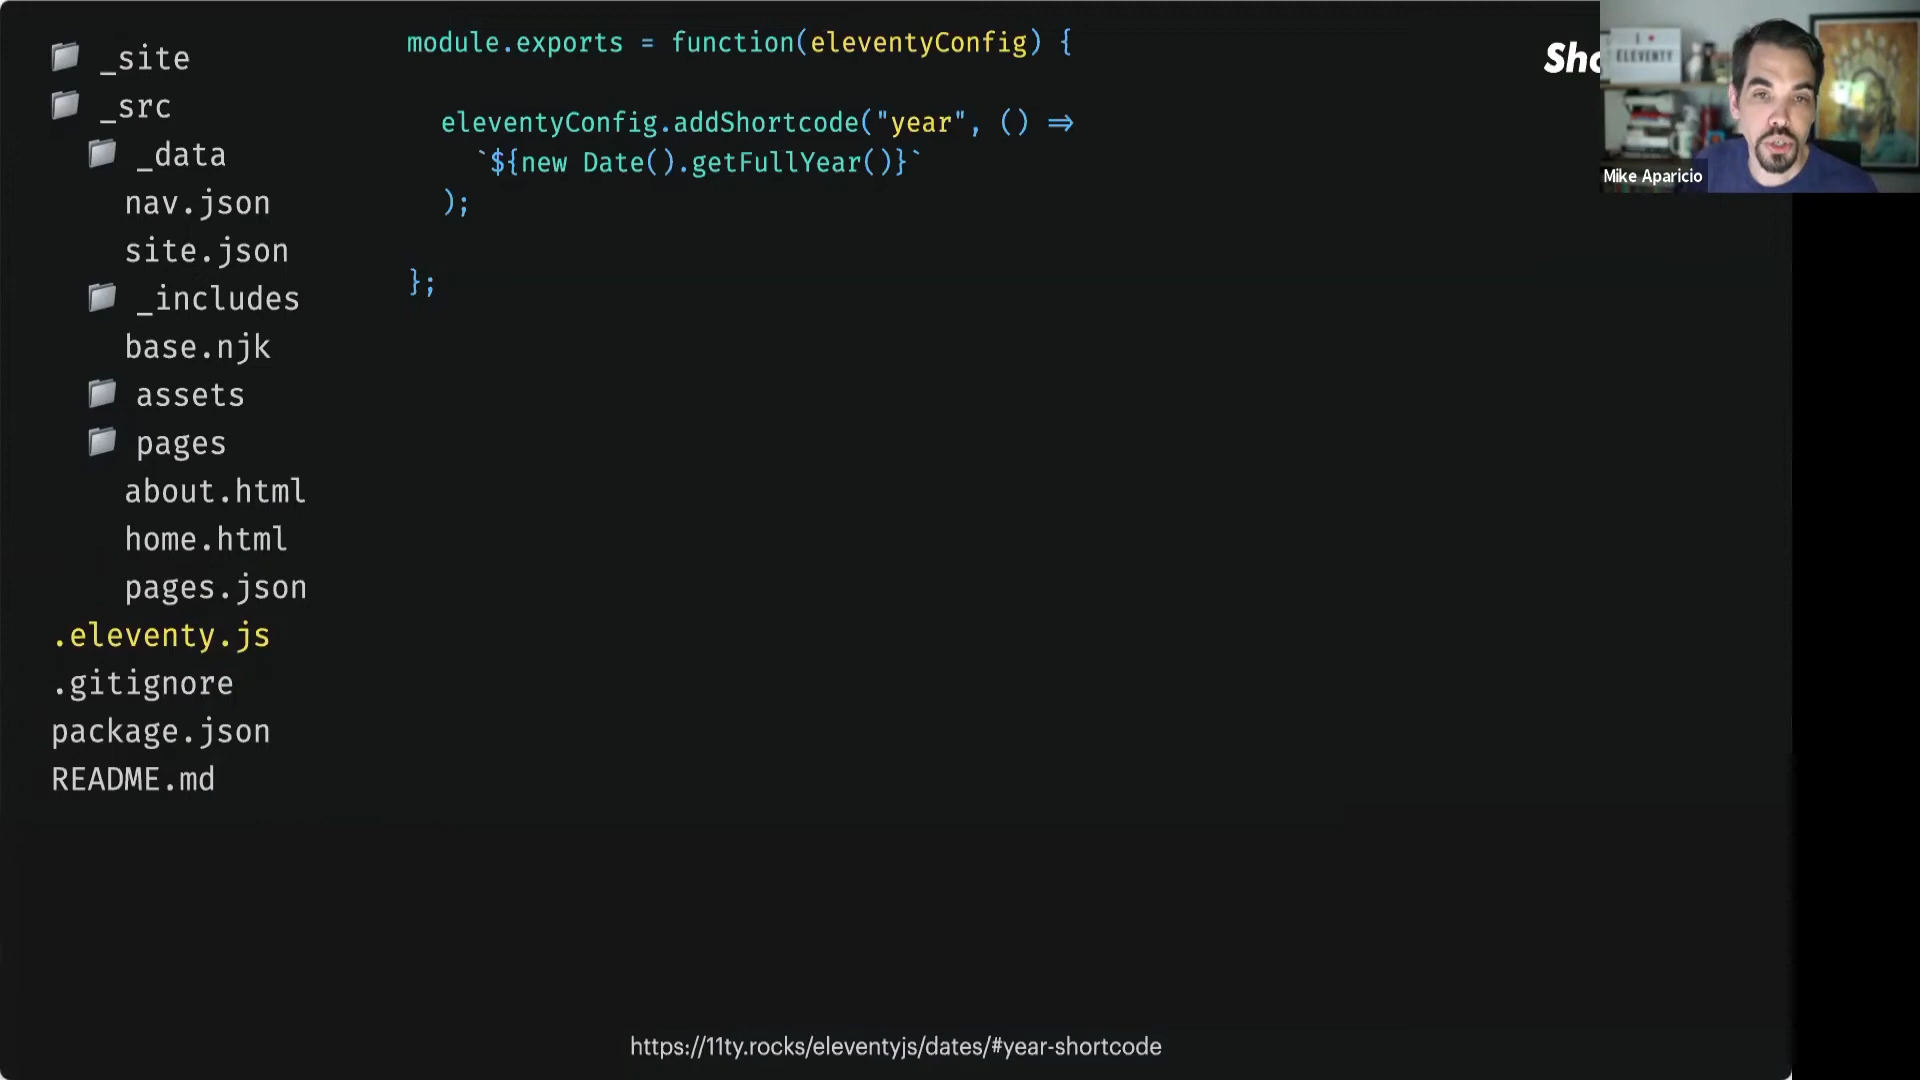 _site
_src
_data
nav.json
site.json
_includes
base.njk
assets
pages
about.html
home.html
pages.json
.eleventy.js
.gitignore
package.json
README.md
module.exports = function(eleventyConfig) {
eleventyConfig.addShortcode("year", () =>
`${new Date().getFullYear()}`
);
};
Sho
I
ELEVENTY
Mike Aparicio
https://11ty.rocks/eleventyjs/dates/#year-shortcode